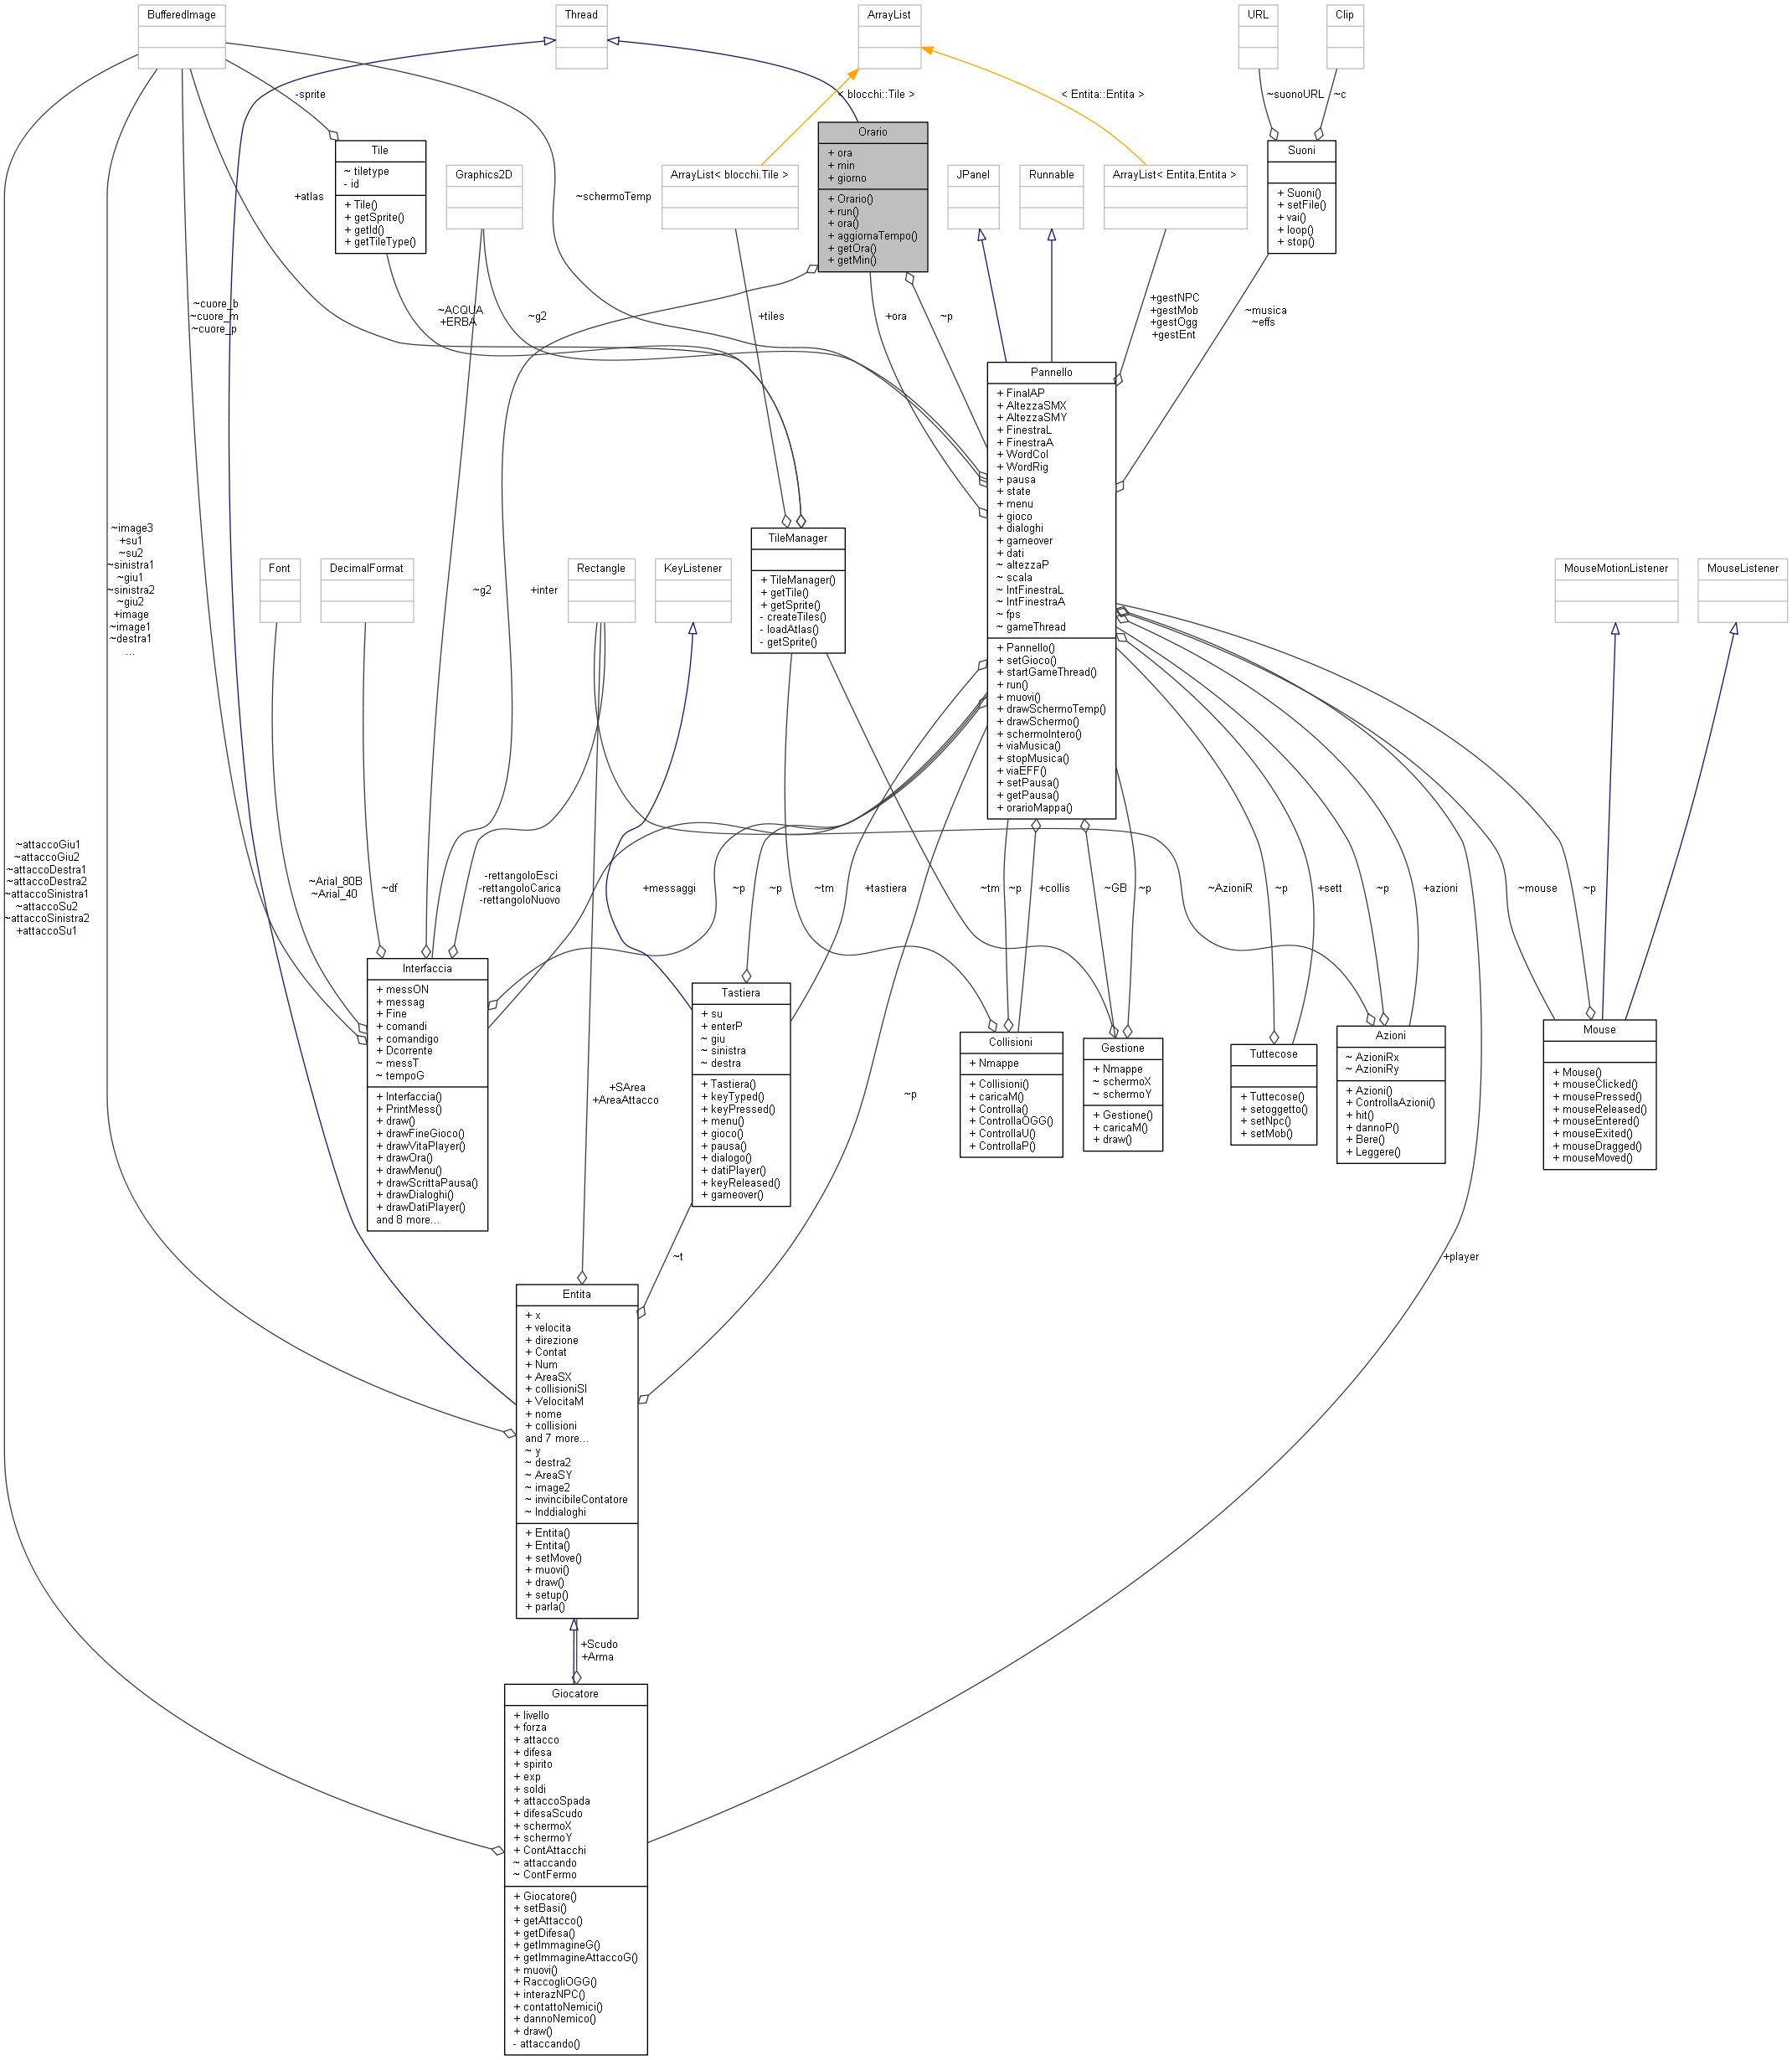 BufferedImage
Thread
ArrayList
URL
Clip
-sprite
< blocchi::Tile >
< Entita::Entita >
~suonoURL
~c
Orario
+ ora
+ min
+ giorno
+ Orario()
+ run()
+ ora()
+ aggiornaTempo()
+ getOra()
+ getMin()
Tile
~ tiletype
- id
+ Tile()
+ getSprite()
+ getId()
+ getTileType()
Suoni
+ Suoni()
+ setFile()
+ vai()
+ loop()
+ stop()
Graphics2D
ArrayList< blocchi.Tile >
JPanel
Runnable
ArrayList< Entita.Entita >
+atlas
~schermoTemp
~cuore_b
~cuore_m
~cuore_p
~ACQUA
+ERBA
~g2
+tiles
+ora
~p
+gestNPC
+gestMob
+gestOgg
+gestEnt
~musica
~effs
Pannello
+ FinalAP
+ AltezzaSMX
+ AltezzaSMY
+ FinestraL
+ FinestraA
+ WordCol
+ WordRig
+ pausa
+ state
+ menu
+ gioco
+ dialoghi
+ gameover
+ dati
~ altezzaP
~ scala
~ IntFinestraL
~ IntFinestraA
~ fps
~ gameThread
+ Pannello()
+ setGioco()
+ startGameThread()
+ run()
+ muovi()
+ drawSchermoTemp()
+ drawSchermo()
+ schermoIntero()
+ viaMusica()
+ stopMusica()
+ viaEFF()
+ setPausa()
+ getPausa()
+ orarioMappa()
TileManager
+ TileManager()
+ getTile()
+ getSprite()
- createTiles()
- loadAtlas()
- getSprite()
~image3
+su1
~su2
~sinistra1
~giu1
~sinistra2
~giu2
+image
~image1
~destra1
...
Font
DecimalFormat
~g2
+inter
Rectangle
KeyListener
MouseMotionListener
MouseListener
~attaccoGiu1
~attaccoGiu2
~attaccoDestra1
~attaccoDestra2
~attaccoSinistra1
~attaccoSu2
~attaccoSinistra2
+attaccoSu1
~Arial_80B
~Arial_40
~df
-rettangoloEsci
-rettangoloCarica
-rettangoloNuovo
+messaggi
~p
~p
~tm
+tastiera
~tm
~p
+collis
~GB
~p
~AzioniR
~p
+sett
~p
+azioni
~mouse
~p
Interfaccia
+ messON
+ messag
+ Fine
+ comandi
+ comandigo
+ Dcorrente
~ messT
~ tempoG
+ Interfaccia()
+ PrintMess()
+ draw()
+ drawFineGioco()
+ drawVitaPlayer()
+ drawOra()
+ drawMenu()
+ drawScrittaPausa()
+ drawDialoghi()
+ drawDatiPlayer()
and 8 more...
Tastiera
+ su
+ enterP
~ giu
~ sinistra
~ destra
+ Tastiera()
+ keyTyped()
+ keyPressed()
+ menu()
+ gioco()
+ pausa()
+ dialogo()
+ datiPlayer()
+ keyReleased()
+ gameover()
Collisioni
+ Nmappe
+ Collisioni()
+ caricaM()
+ Controlla()
+ ControllaOGG()
+ ControllaU()
+ ControllaP()
Gestione
+ Nmappe
~ schermoX
~ schermoY
+ Gestione()
+ caricaM()
+ draw()
Tuttecose
+ Tuttecose()
+ setoggetto()
+ setNpc()
+ setMob()
Azioni
~ AzioniRx
~ AzioniRy
+ Azioni()
+ ControllaAzioni()
+ hit()
+ dannoP()
+ Bere()
+ Leggere()
Mouse
+ Mouse()
+ mouseClicked()
+ mousePressed()
+ mouseReleased()
+ mouseEntered()
+ mouseExited()
+ mouseDragged()
+ mouseMoved()
+SArea
+AreaAttacco
~p
~t
+player
Entita
+ x
+ velocita
+ direzione
+ Contat
+ Num
+ AreaSX
+ collisioniSI
+ VelocitaM
+ nome
+ collisioni
and 7 more...
~ y
~ destra2
~ AreaSY
~ image2
~ invincibileContatore
~ Inddialoghi
+ Entita()
+ Entita()
+ setMove()
+ muovi()
+ draw()
+ setup()
+ parla()
+Scudo
+Arma
Giocatore
+ livello
+ forza
+ attacco
+ difesa
+ spirito
+ exp
+ soldi
+ attaccoSpada
+ difesaScudo
+ schermoX
+ schermoY
+ ContAttacchi
~ attaccando
~ ContFermo
+ Giocatore()
+ setBasi()
+ getAttacco()
+ getDifesa()
+ getImmagineG()
+ getImmagineAttaccoG()
+ muovi()
+ RaccogliOGG()
+ interazNPC()
+ contattoNemici()
+ dannoNemico()
+ draw()
- attaccando()